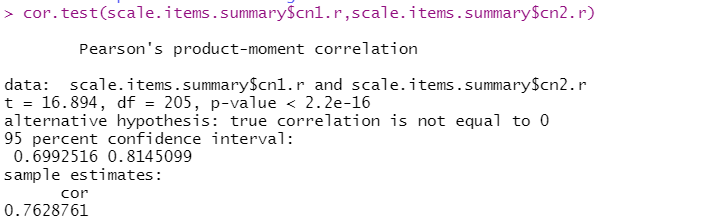 > cor.test(scale.items.summary$cn1.r,scale.items.summary$cn2.r)
Pearson's product-moment correlation
data:  scale.items.summary$cn1.r and scale.items.summary$cn2.r
t = 16.894, df = 205, p-value < 2.2e-16
alternative hypothesis: true correlation is not equal to 0
95 percent confidence interval:
0.6992516 0.8145099
sample estimates:
cor
0.7628761